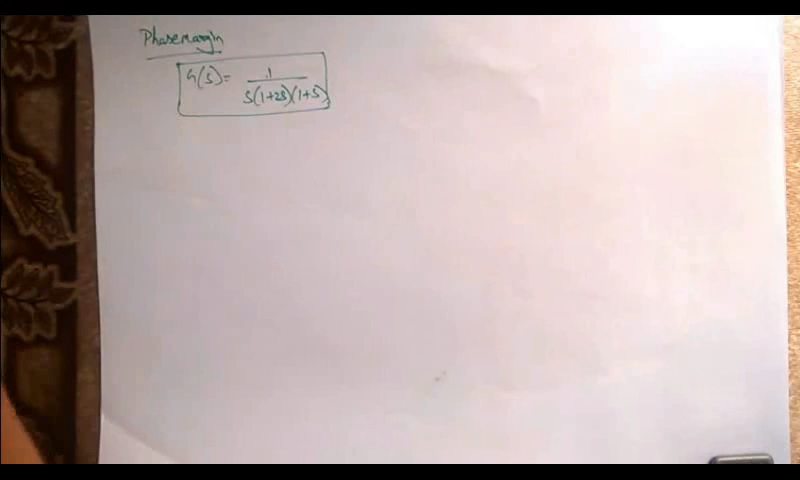 Phasemargin
G(s) = 1 / s(1+2s)(1+s)